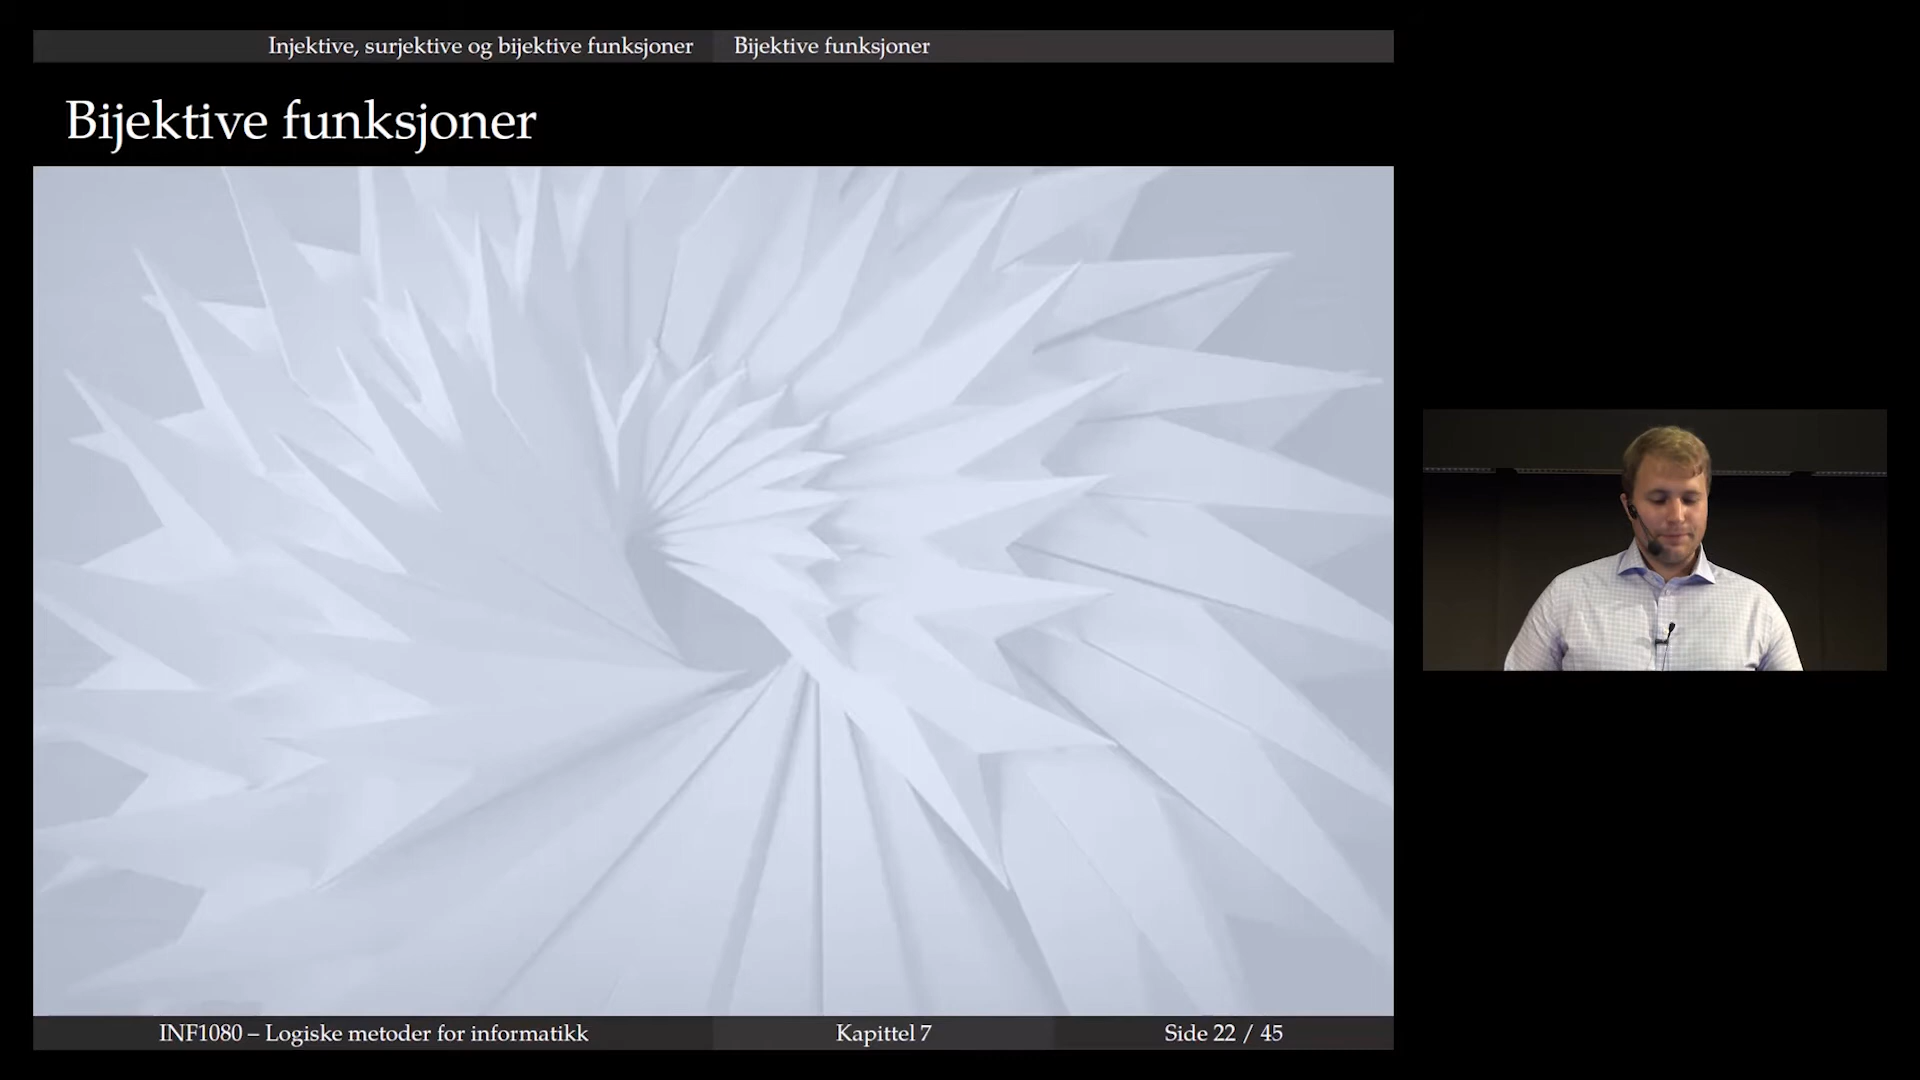 Injektive, surjektive og bijektive funksjoner Bijektive funksjoner
Bijektive funksjoner
INF1080 – Logiske metoder for informatikk Kapittel 7 Side 22 / 45